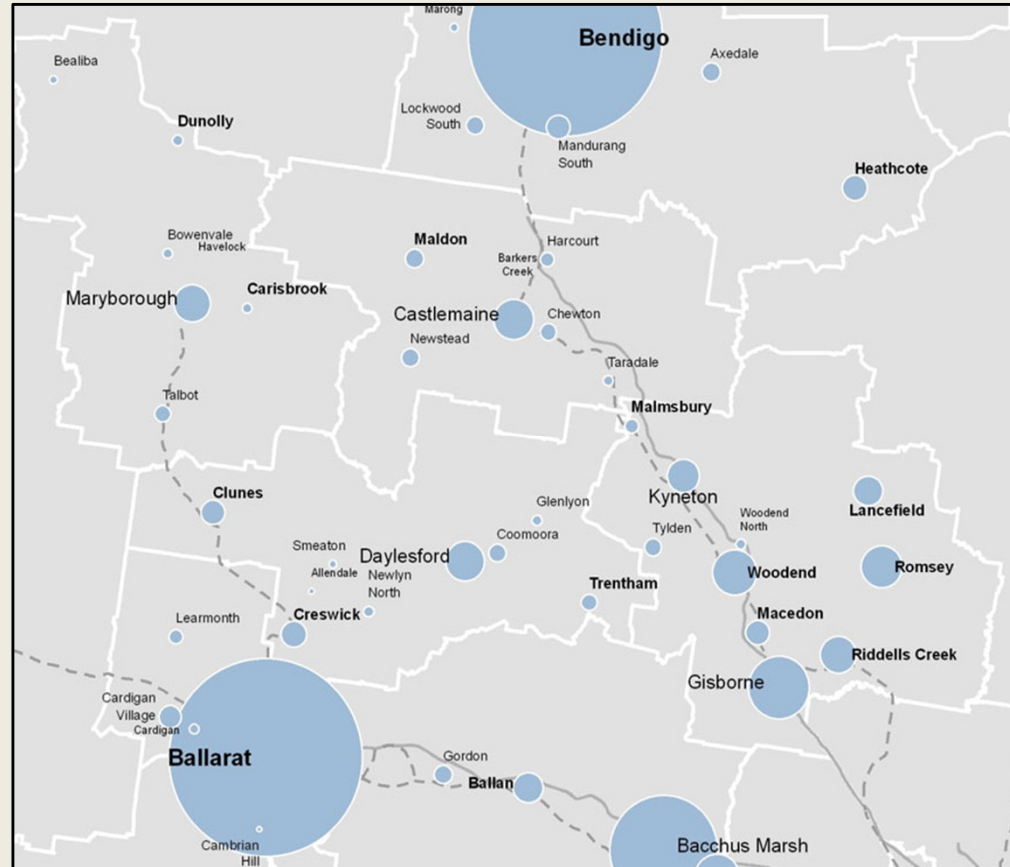 Marong
Bendigo
Bealiba
Axedale
Lockwood
South
Dunolly
Mandurang
South
Heathcote
Bowenvale
Havelock
Maldon
Harcourt
Barkers
Creek
Maryborough
Carisbrook
Castlemaine
Chewton
Newstead
Taradale
Talbot
Malmsbury
Clunes
Kyneton
Lancefield
Glenlyon
Woodend
North
Coomoora
Tylden
Smeaton
Daylesford
Allendale
Newlyn
North
Woodend
Romsey
Trentham
Creswick
Learmonth
Macedon
Riddells Creek
Gisborne
Cardigan
Village
Cardigan
Ballarat
Gordon
Ballan
Cambrian
Hill
Bacchus Marsh